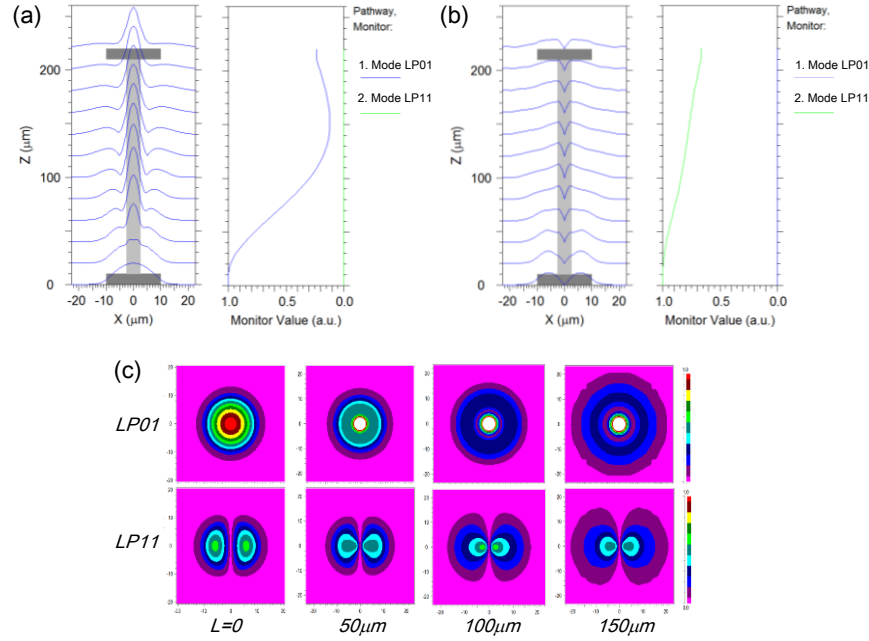 (a)
Pathway,
Monitor:
1. Mode LP01
2. Mode LP11
200
100
0
Z (μm)
-20 -10 0 10 20
X (μm)
1.0 0.5 0.0
Monitor Value (a.u.)
(b)
Pathway,
Monitor:
1. Mode LP01
2. Mode LP11
200
100
0
Z (μm)
-20 -10 0 10 20
X (μm)
1.0 0.5 0.0
Monitor Value (a.u.)
(c)
LP01
LP11
L=0 50μm 100μm 150μm